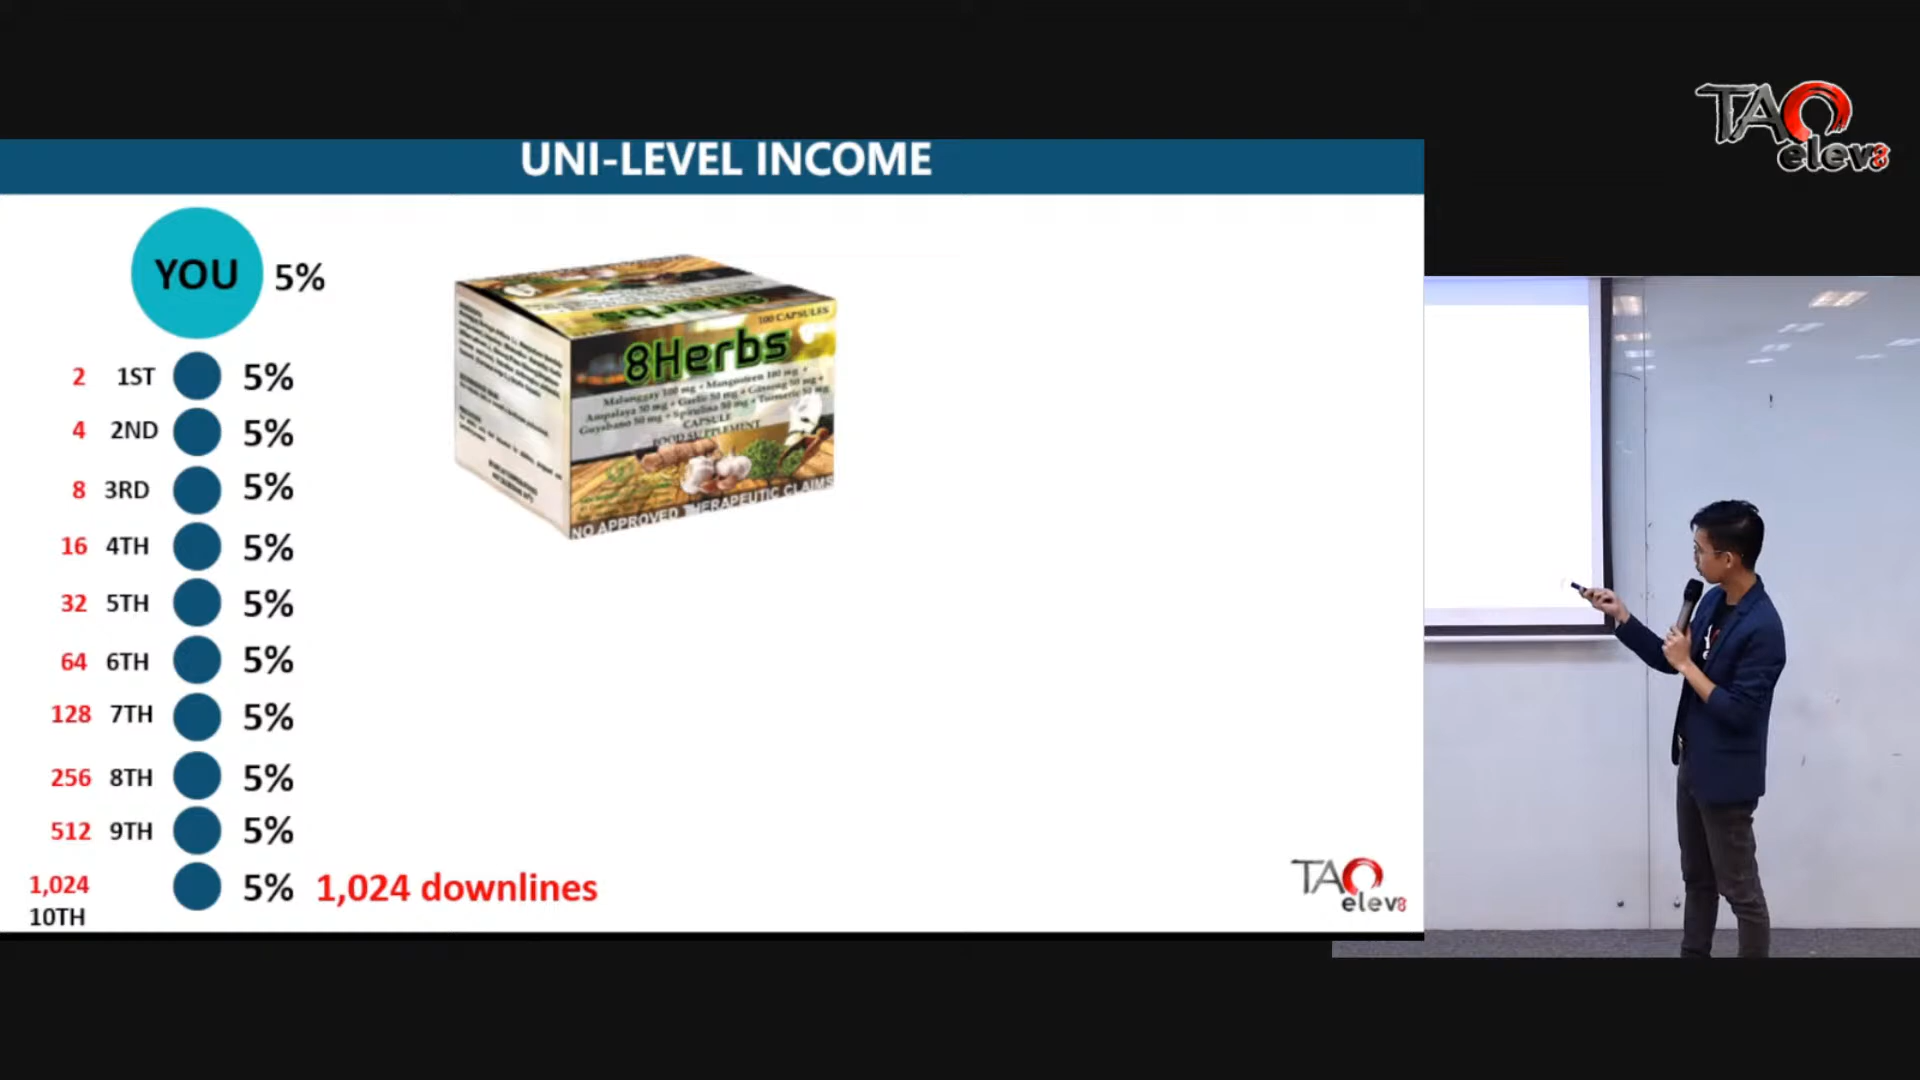 TAO
elev8
UNI-LEVEL INCOME
YOU 5%
2 1ST 5%
4 2ND 5%
8 3RD 5%
16 4TH 5%
32 5TH 5%
64 6TH 5%
128 7TH 5%
256 8TH 5%
512 9TH 5%
1,024 5% 1,024 downlines
10TH
8Herbs
100 CAPSULES
8Herbs
Malunggay 100 mg + Mangosteen 100 mg +
Ampalaya 50 mg + Garlic 50 mg + Ginseng 50 mg +
Guyabano 50 mg + Spirulina 50 mg + Turmeric 50 mg
CAPSULE
FOOD SUPPLEMENT
NO APPROVED THERAPEUTIC CLAIMS
TAO
elev8